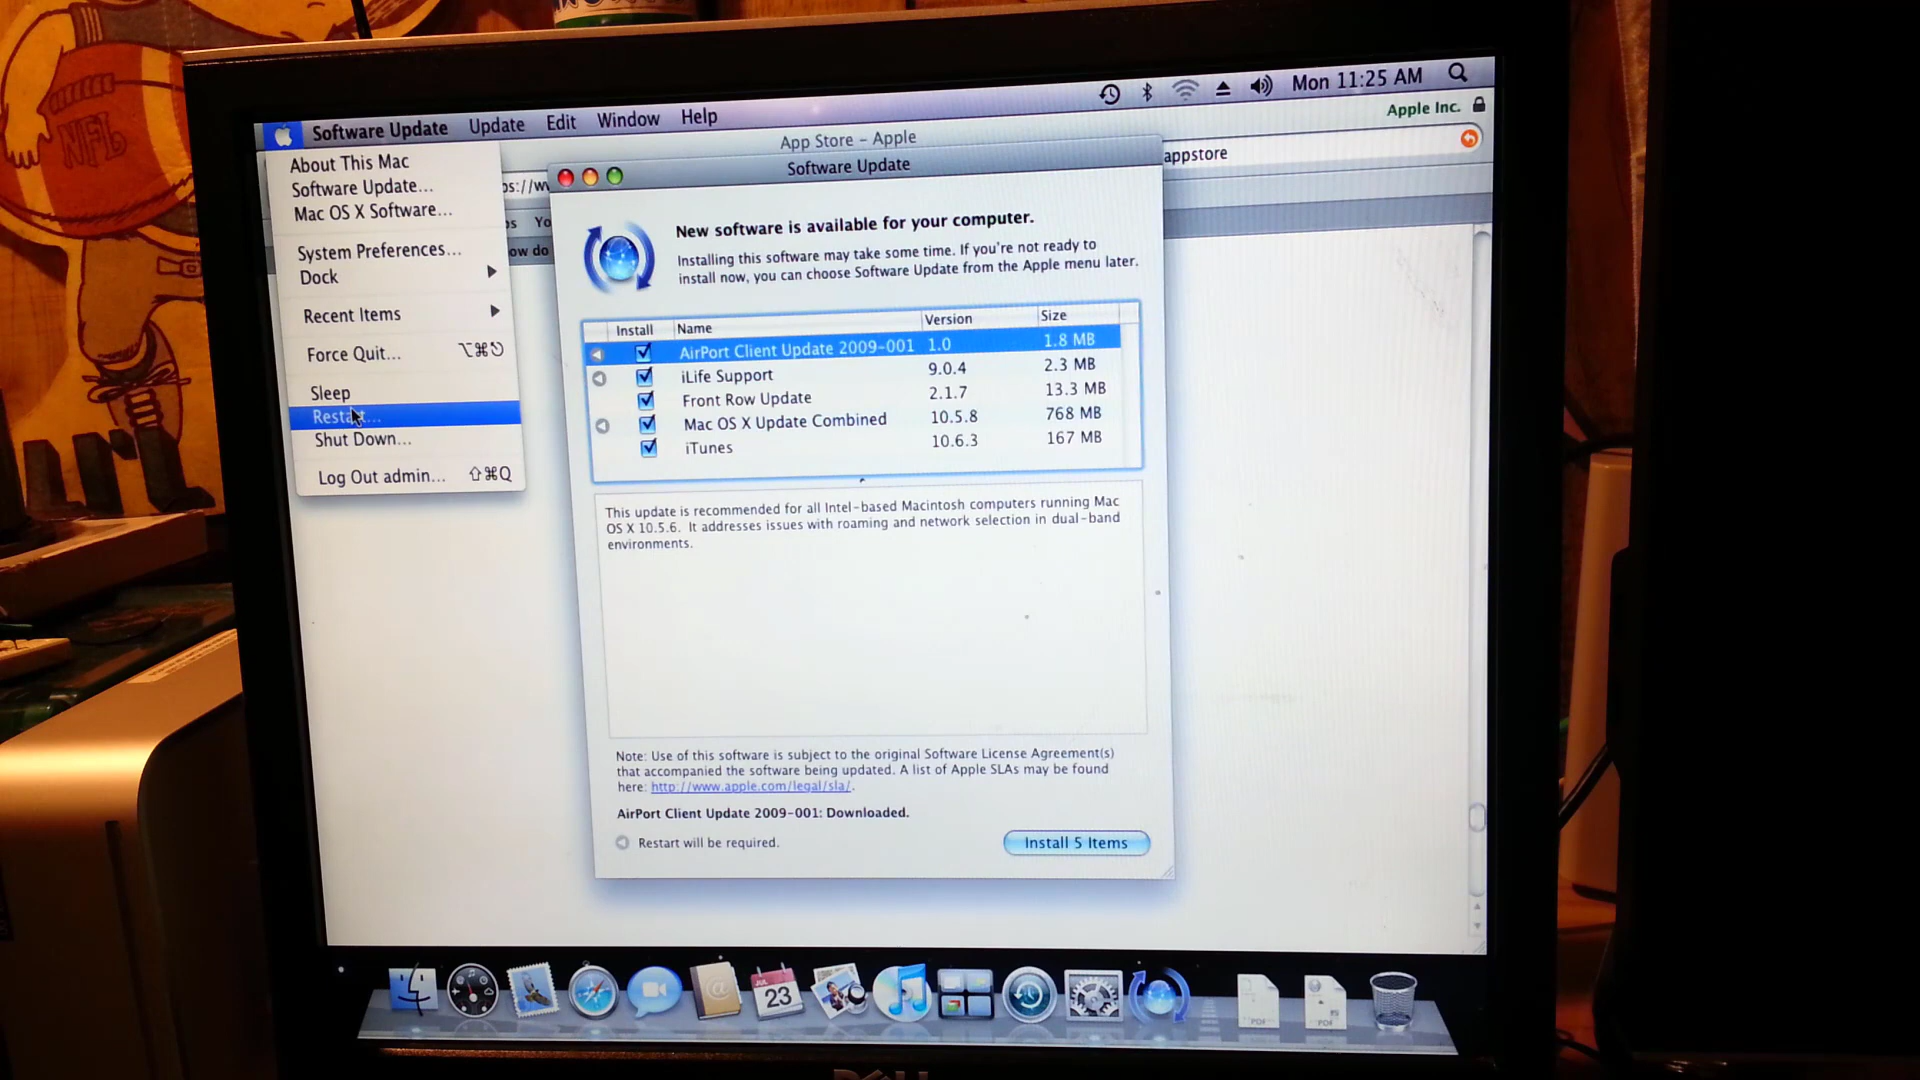 NFL
Software Update Update Edit Window Help
Mon 11:25 AM
App Store – Apple
Apple Inc.
appstore
About This Mac
Software Update...
Mac OS X Software...
System Preferences...
Dock
Recent Items
Force Quit... ⌥⌘⎋
Sleep
Restart...
Shut Down...
Log Out admin... ⇧⌘Q
Software Update
New software is available for your computer.
Installing this software may take some time. If you're not ready to
install now, you can choose Software Update from the Apple menu later.
Install Name Version Size
AirPort Client Update 2009-001 1.0 1.8 MB
iLife Support 9.0.4 2.3 MB
Front Row Update 2.1.7 13.3 MB
Mac OS X Update Combined 10.5.8 768 MB
iTunes 10.6.3 167 MB
This update is recommended for all Intel-based Macintosh computers running Mac
OS X 10.5.6. It addresses issues with roaming and network selection in dual-band
environments.
Note: Use of this software is subject to the original Software License Agreement(s)
that accompanied the software being updated. A list of Apple SLAs may be found
here: http://www.apple.com/legal/sla/.
AirPort Client Update 2009-001: Downloaded.
Restart will be required.
Install 5 Items
JUL
23
PDF
PDF